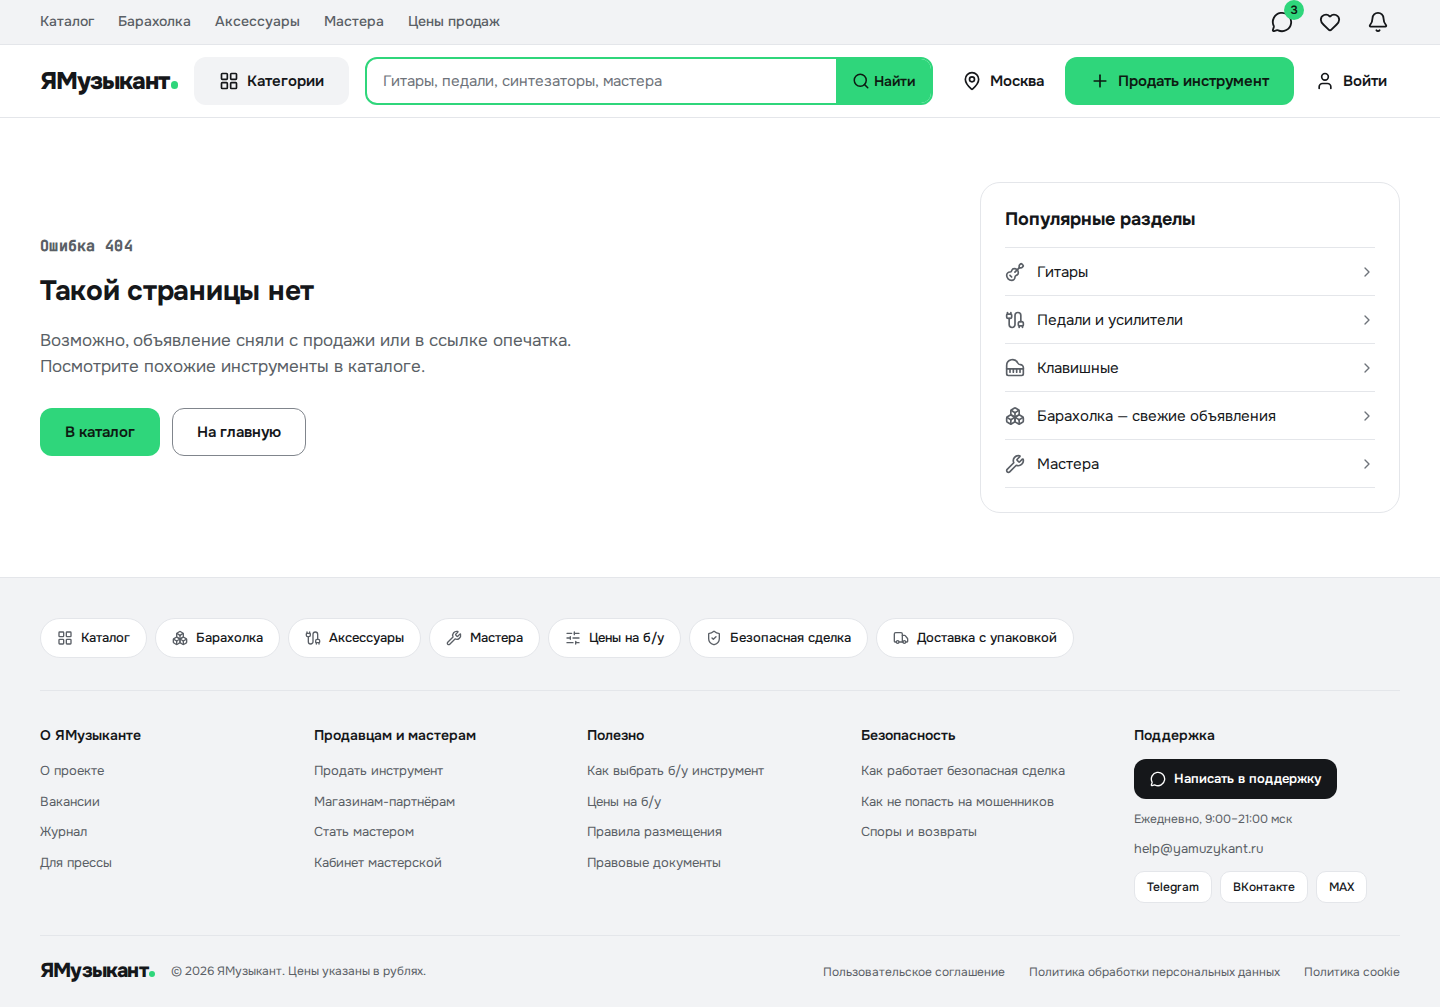 Каталог Барахолка Аксессуары Мастера Цены продаж 3
ЯМузыкант. Категории Гитары, педали, синтезаторы, мастера Найти Москва Продать инструмент Войти
Ошибка 404
Такой страницы нет
Возможно, объявление сняли с продажи или в ссылке опечатка.
Посмотрите похожие инструменты в каталоге.
В каталог На главную
Популярные разделы
Гитары
Педали и усилители
Клавишные
Барахолка — свежие объявления
Мастера
Каталог Барахолка Аксессуары Мастера Цены на б/у Безопасная сделка Доставка с упаковкой
О ЯМузыканте
О проекте
Вакансии
Журнал
Для прессы
Продавцам и мастерам
Продать инструмент
Магазинам-партнёрам
Стать мастером
Кабинет мастерской
Полезно
Как выбрать б/у инструмент
Цены на б/у
Правила размещения
Правовые документы
Безопасность
Как работает безопасная сделка
Как не попасть на мошенников
Споры и возвраты
Поддержка
Написать в поддержку
Ежедневно, 9:00–21:00 мск
help@yamuzykant.ru
Telegram ВКонтакте MAX
ЯМузыкант. © 2026 ЯМузыкант. Цены указаны в рублях. Пользовательское соглашение Политика обработки персональных данных Политика cookie